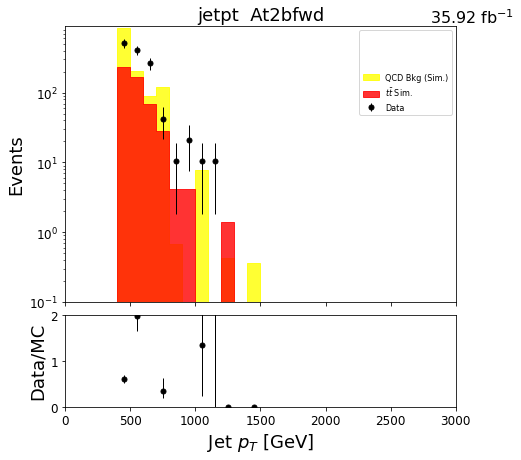 jetpt At2bfwd
35.92 fb⁻¹
QCD Bkg (Sim.)
tt̄ Sim.
Data
Events
10²
10¹
10⁰
10⁻¹
Data/MC
2
1
0
0 500 1000 1500 2000 2500 3000
Jet p_T [GeV]